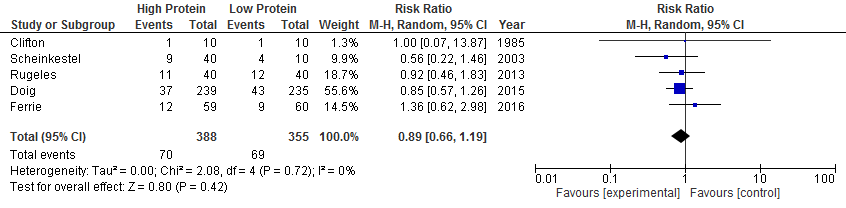 High Protein Low Protein Risk Ratio Risk Ratio
Study or Subgroup Events Total Events Total Weight M-H, Random, 95% CI Year M-H, Random, 95% CI
Clifton 1 10 1 10 1.3% 1.00 [0.07, 13.87] 1985
Scheinkestel 9 40 4 10 9.9% 0.56 [0.22, 1.46] 2003
Rugeles 11 40 12 40 18.7% 0.92 [0.46, 1.83] 2013
Doig 37 239 43 235 55.6% 0.85 [0.57, 1.26] 2015
Ferrie 12 59 9 60 14.5% 1.36 [0.62, 2.98] 2016
Total (95% CI) 388 355 100.0% 0.89 [0.66, 1.19]
Total events 70 69
Heterogeneity: Tau² = 0.00; Chi² = 2.08, df = 4 (P = 0.72); I² = 0%
Test for overall effect: Z = 0.80 (P = 0.42)
0.01 0.1 1 10 100
Favours [experimental] Favours [control]